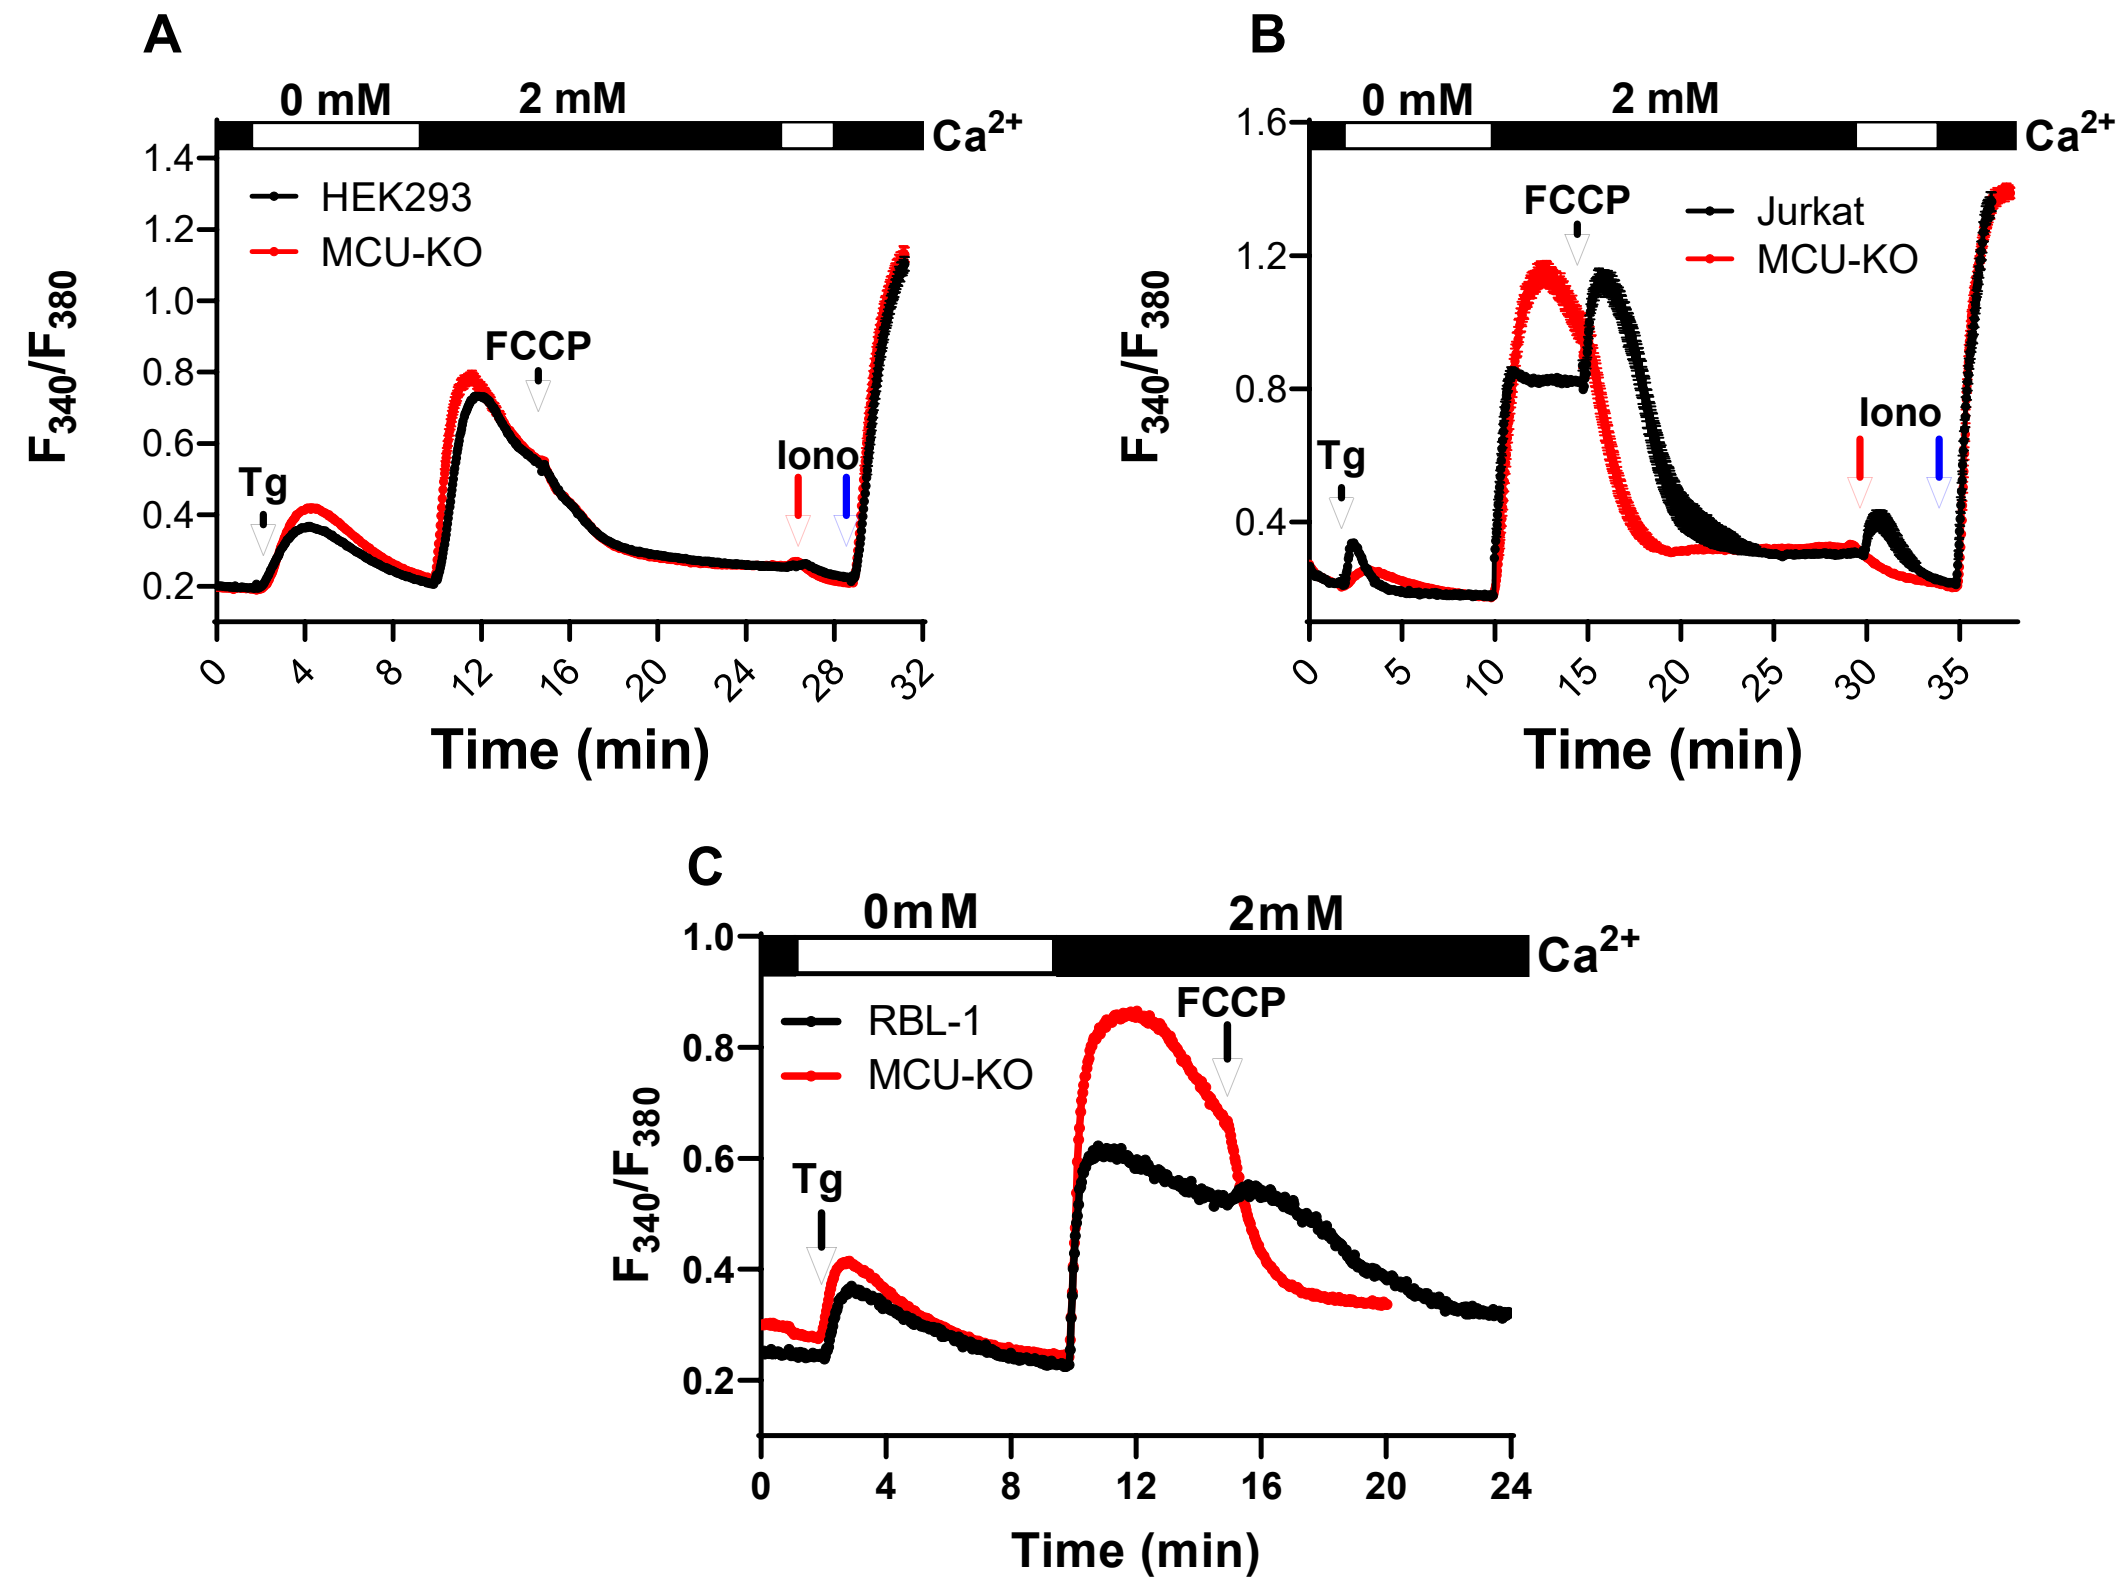 A
0 mM 2 mM
Ca²⁺
1.4
1.2
1.0
0.8
0.6
0.4
0.2
F₃₄₀/F₃₈₀
HEK293
MCU-KO
Tg
FCCP
Iono
0 4 8 12 16 20 24 28 32
Time (min)
B
0 mM 2 mM
Ca²⁺
1.6
1.2
0.8
0.4
F₃₄₀/F₃₈₀
FCCP
Jurkat
MCU-KO
Tg
Iono
0 5 10 15 20 25 30 35
Time (min)
C
0mM 2mM
Ca²⁺
1.0
0.8
0.6
0.4
0.2
F₃₄₀/F₃₈₀
FCCP
RBL-1
MCU-KO
Tg
0 4 8 12 16 20 24
Time (min)